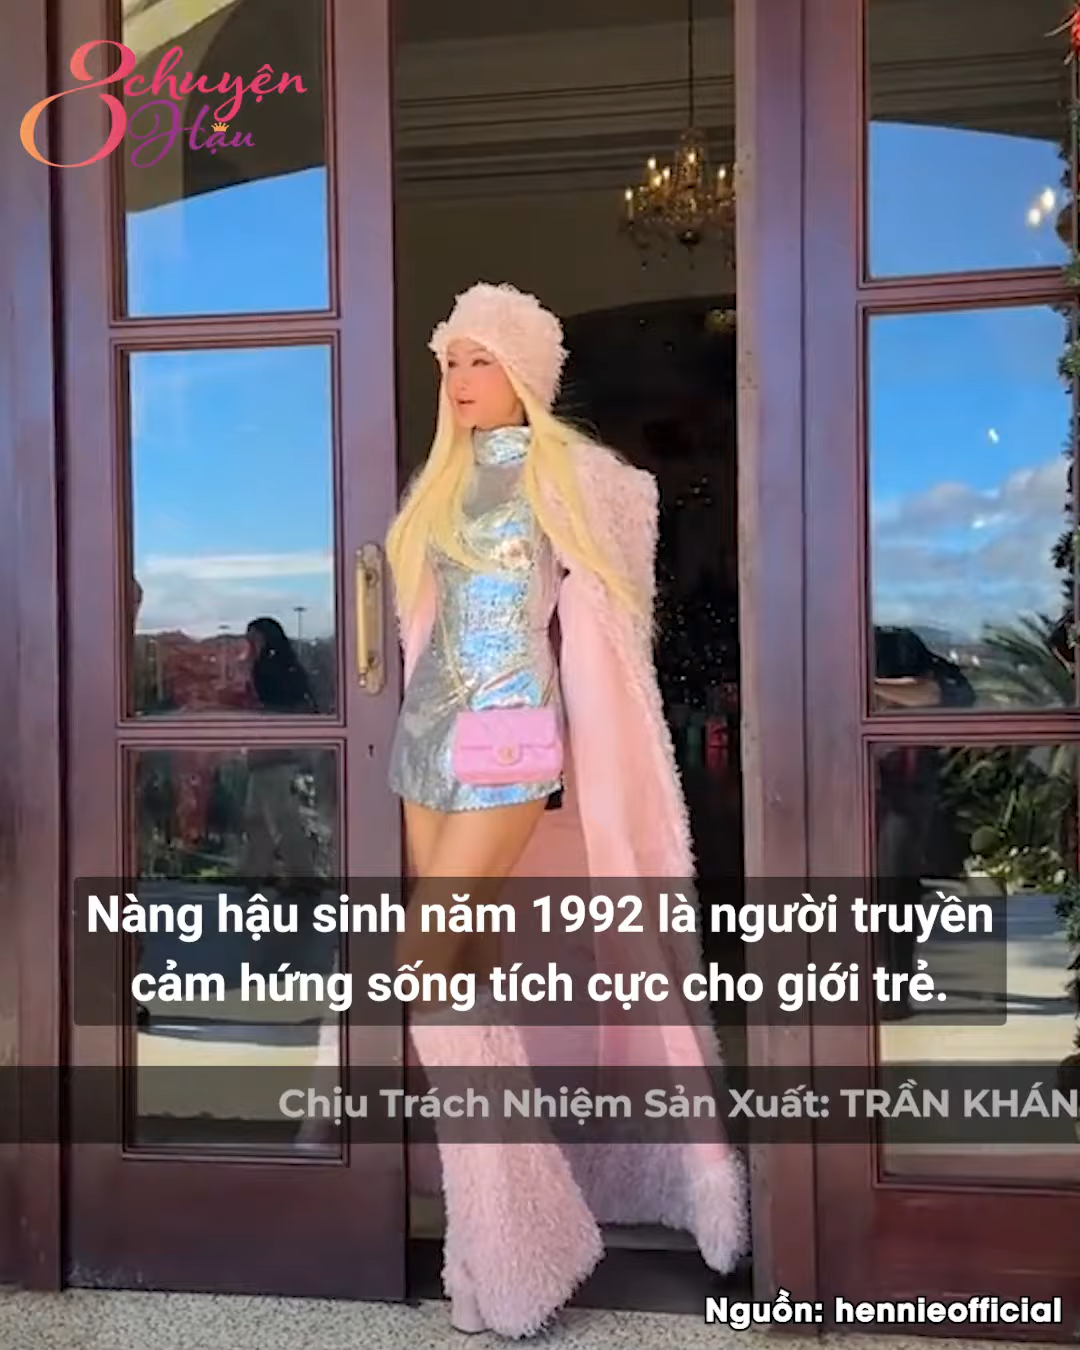 8 chuyện
Hậu
Nàng hậu sinh năm 1992 là người truyền
cảm hứng sống tích cực cho giới trẻ.
Chịu Trách Nhiệm Sản Xuất: TRẦN KHÁN
Nguồn: hennieofficial